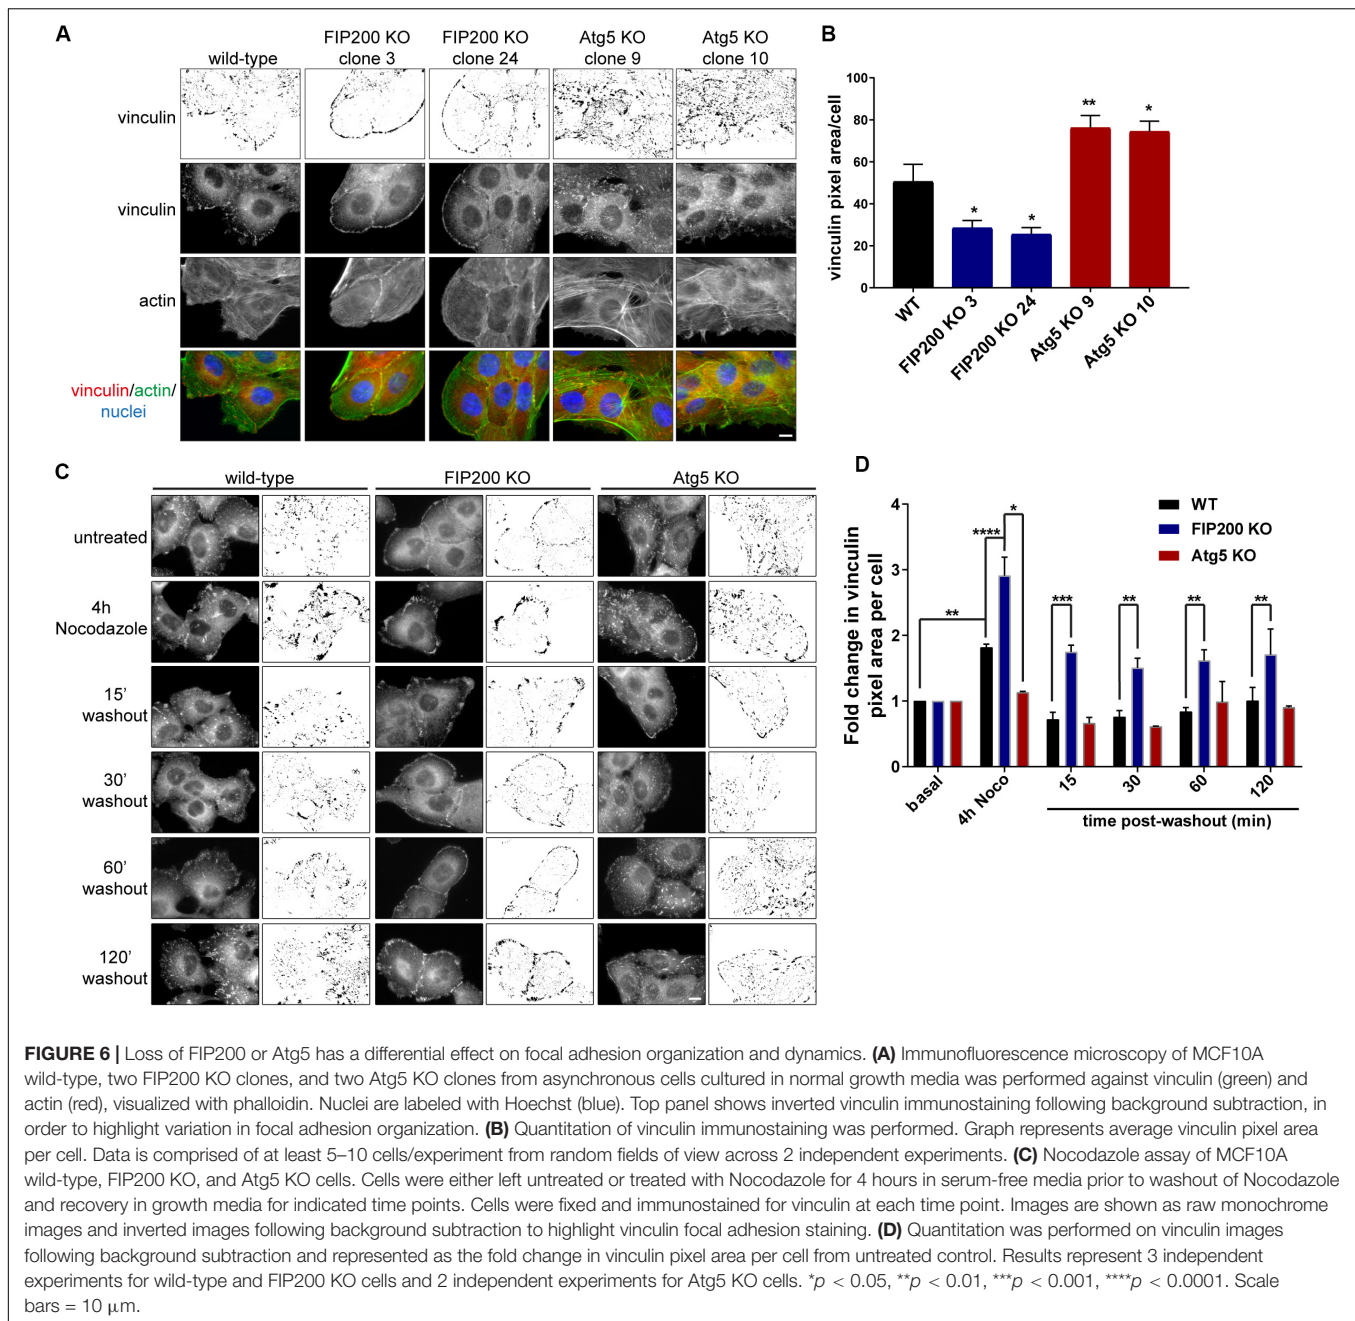 A
wild-type
FIP200 KO
clone 3
FIP200 KO
clone 24
Atg5 KO
clone 9
Atg5 KO
clone 10
vinculin
vinculin
actin
vinculin/actin/
nuclei
B
vinculin pixel area/cell
100
80
60
40
20
0
*
*
**
*
WT
FIP200 KO 3
FIP200 KO 24
Atg5 KO 9
Atg5 KO 10
C
wild-type
FIP200 KO
Atg5 KO
untreated
4h
Nocodazole
15'
washout
30'
washout
60'
washout
120'
washout
D
Fold change in vinculin
pixel area per cell
4
3
2
1
0
WT
FIP200 KO
Atg5 KO
**
****
*
***
**
**
**
basal
4h Noco
15
30
60
120
time post-washout (min)
FIGURE 6 | Loss of FIP200 or Atg5 has a differential effect on focal adhesion organization and dynamics. (A) Immunofluorescence microscopy of MCF10A
wild-type, two FIP200 KO clones, and two Atg5 KO clones from asynchronous cells cultured in normal growth media was performed against vinculin (green) and
actin (red), visualized with phalloidin. Nuclei are labeled with Hoechst (blue). Top panel shows inverted vinculin immunostaining following background subtraction, in
order to highlight variation in focal adhesion organization. (B) Quantitation of vinculin immunostaining was performed. Graph represents average vinculin pixel area
per cell. Data is comprised of at least 5–10 cells/experiment from random fields of view across 2 independent experiments. (C) Nocodazole assay of MCF10A
wild-type, FIP200 KO, and Atg5 KO cells. Cells were either left untreated or treated with Nocodazole for 4 hours in serum-free media prior to washout of Nocodazole
and recovery in growth media for indicated time points. Cells were fixed and immunostained for vinculin at each time point. Images are shown as raw monochrome
images and inverted images following background subtraction to highlight vinculin focal adhesion staining. (D) Quantitation was performed on vinculin images
following background subtraction and represented as the fold change in vinculin pixel area per cell from untreated control. Results represent 3 independent
experiments for wild-type and FIP200 KO cells and 2 independent experiments for Atg5 KO cells. *p < 0.05, **p < 0.01, ***p < 0.001, ****p < 0.0001. Scale
bars = 10 μm.